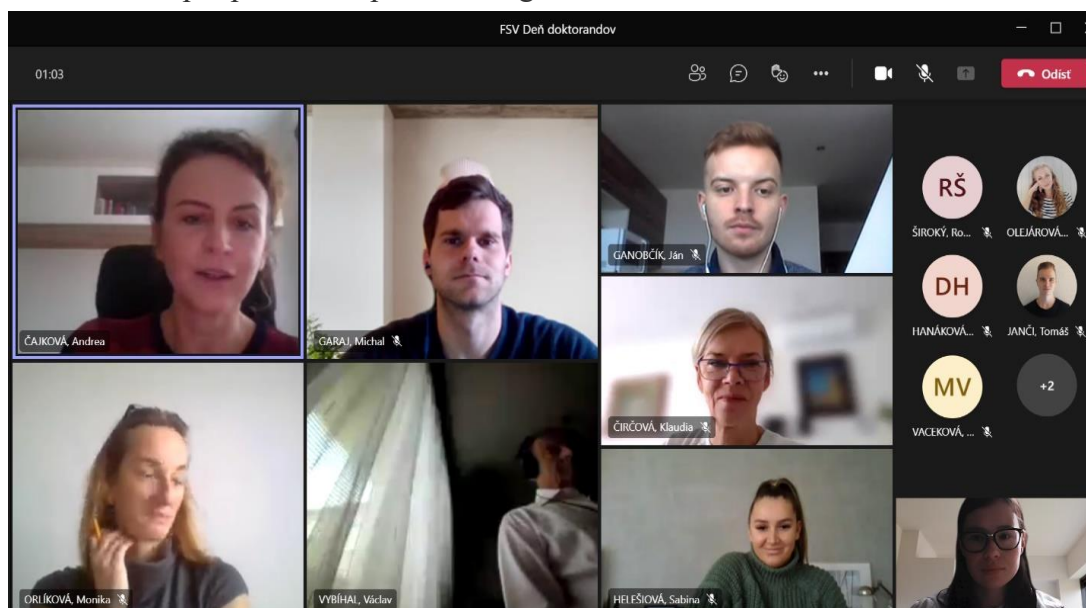 FSV Deň doktorandov
01:03
Odísť
ČAJKOVÁ, Andrea
GARAJ, Michal
GANOBČÍK, Ján
ČIRČOVÁ, Klaudia
ORLÍKOVÁ, Monika
VYBÍHAL, Václav
HELEŠIOVÁ, Sabina
RŠ
ŠIROKÝ, Ro...
OLEJÁROVÁ...
DH
HANÁKOVÁ...
JANČI, Tomáš
MV
VACEKOVÁ, ...
+2